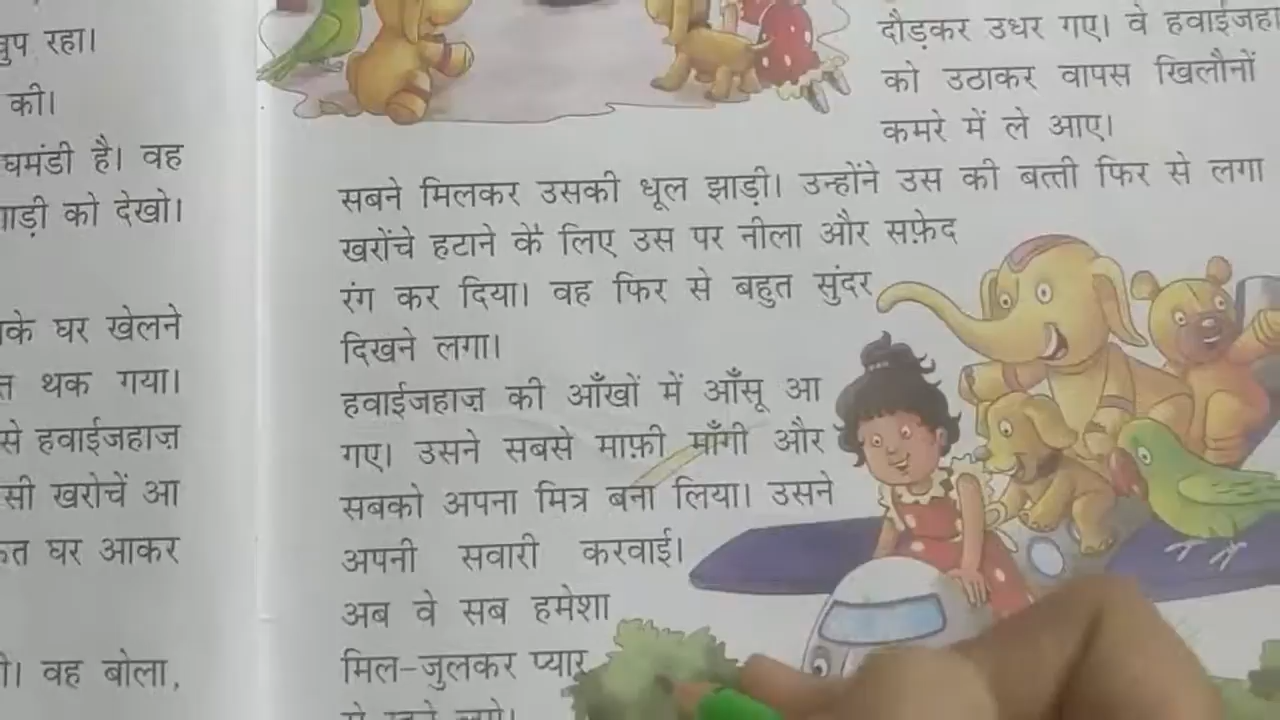 रहा।
की।
घमंडी है। वह
को देखो।
घर खेलने
थक गया।
से हवाईजहाज़
सी खरोचें आ
घर आकर
वह बोला,
दौड़कर उधर गए। वे
को उठाकर वापस खिलौनों
कमरे में ले आए।
सबने मिलकर उसकी धूल झाड़ी। उन्होंने उस की बत्ती फिर से लगा
खरोंचे हटाने के लिए उस पर नीला और सफ़ेद
रंग कर दिया। वह फिर से बहुत सुंदर
दिखने लगा।
हवाईजहाज़ की आँखों में आँसू आ
गए। उसने सबसे माफ़ी माँगी और
सबको अपना मित्र बना लिया। उसने
अपनी सवारी करवाई।
अब वे सब हमेशा
मिल-जुलकर प्यार